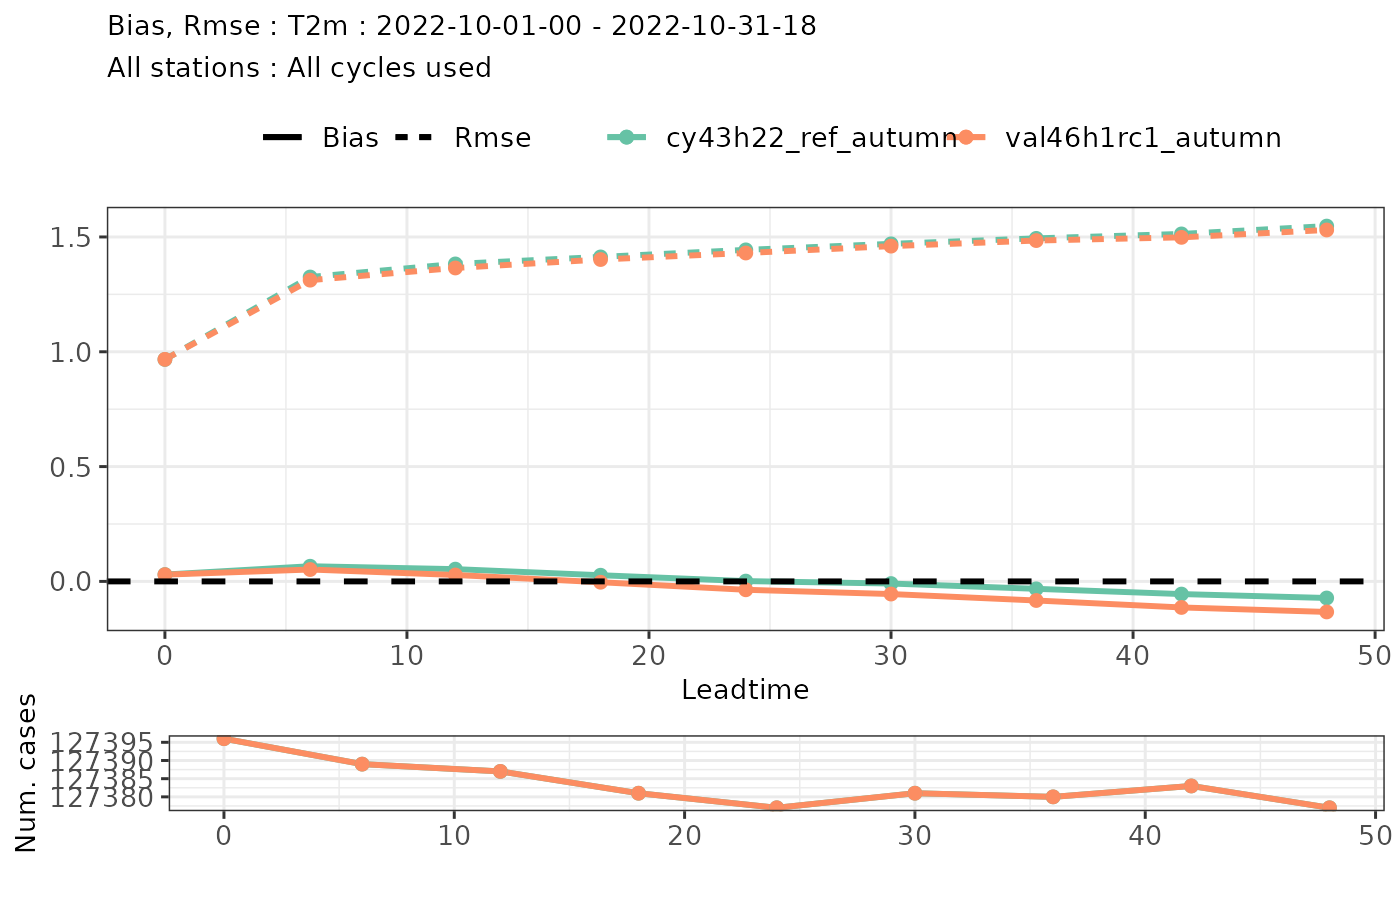 Bias, Rmse : T2m : 2022-10-01-00 - 2022-10-31-18
All stations : All cycles used
Bias Rmse cy43h22_ref_autumn val46h1rc1_autumn
1.5
1.0
0.5
0.0
0 10 20 30 40 50
Leadtime
Num. cases
127395
127390
127385
127380
0 10 20 30 40 50